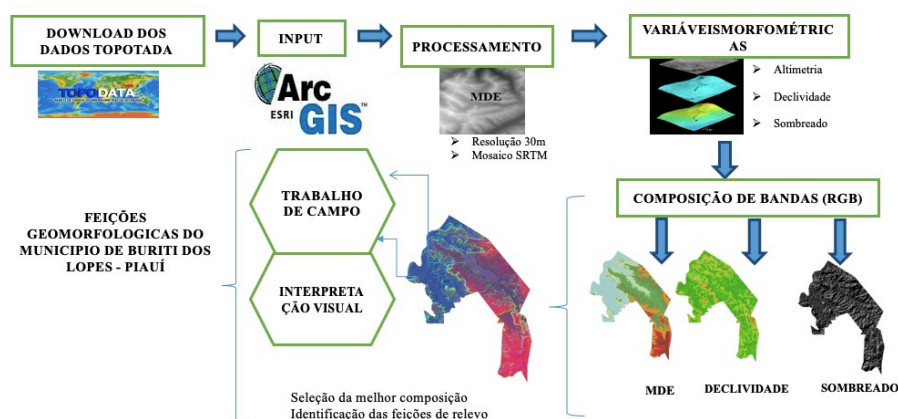 DOWNLOAD DOS
DADOS TOPOTADA
INPUT
PROCESSAMENTO
VARIÁVEISMORFOMÉTRIC
AS
TOPODATA
ESRI
ArcGIS™
MDE
➢ Resolução 30m
➢ Mosaico SRTM
➢ Altimetria
➢ Declividade
➢ Sombreado
COMPOSIÇÃO DE BANDAS (RGB)
MDE
DECLIVIDADE
SOMBREADO
TRABALHO
DE CAMPO
INTERPRETA
ÇÃO VISUAL
Seleção da melhor composição
Identificação das feições de relevo
FEIÇÕES
GEOMORFOLOGICAS DO
MUNICIPIO DE BURITI DOS
LOPES - PIAUÍ